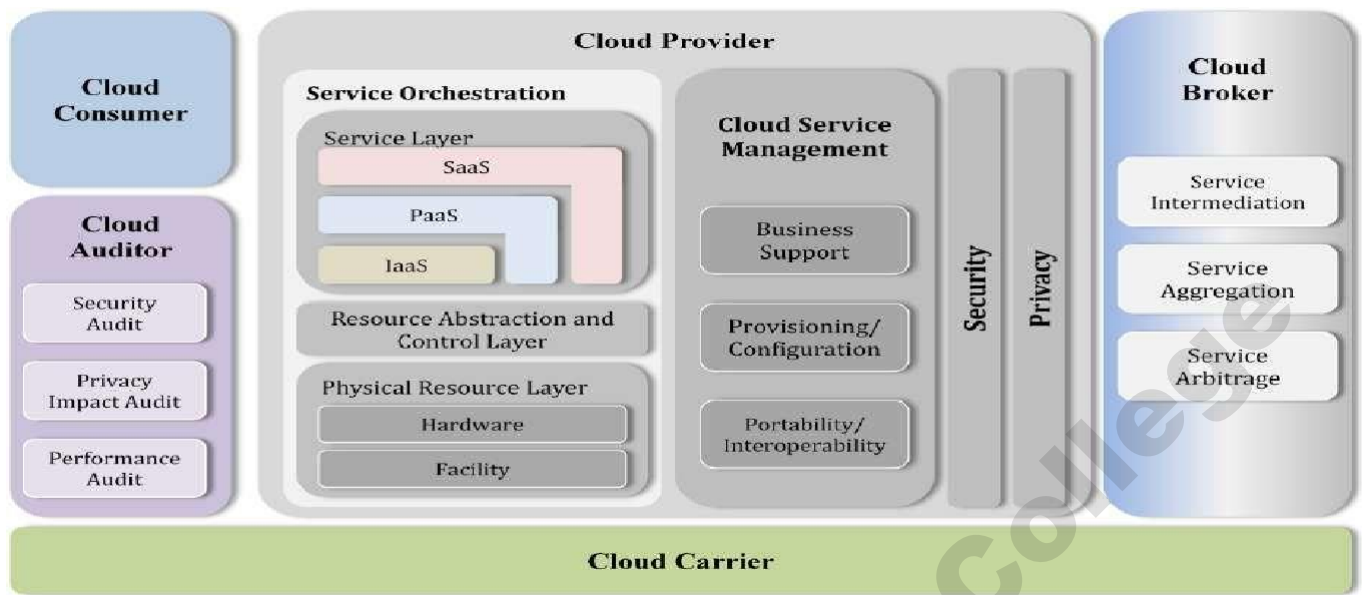 Cloud
Consumer
Cloud
Auditor
Security
Audit
Privacy
Impact Audit
Performance
Audit
Cloud Provider
Service Orchestration
Service Layer
SaaS
PaaS
IaaS
Resource Abstraction and
Control Layer
Physical Resource Layer
Hardware
Facility
Cloud Service
Management
Business
Support
Provisioning/
Configuration
Portability/
Interoperability
Security
Privacy
Cloud
Broker
Service
Intermediation
Service
Aggregation
Service
Arbitrage
Cloud Carrier
College